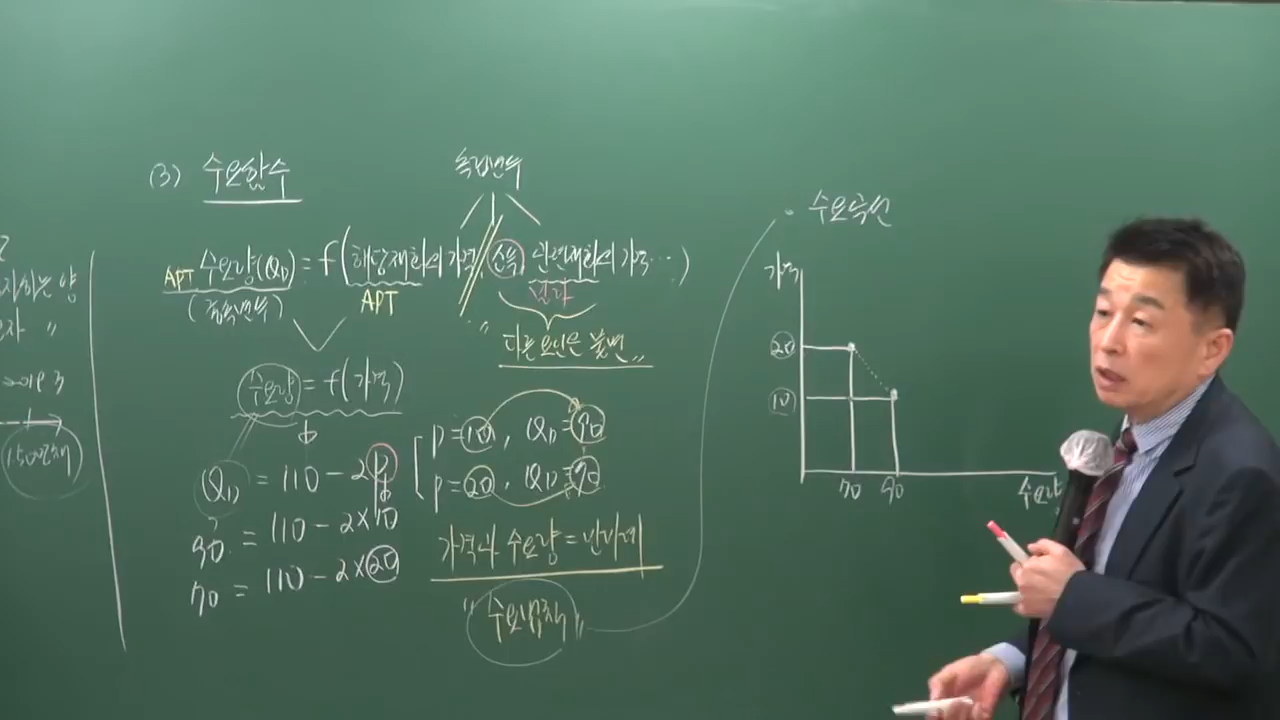 (3) 수요함수
독립변수
APT 수요량(QD) = f(해당재화의 가격 소득 관련재화의 가격…)
(종속변수)
APT
"다른 요인은 불변"
수요량 = f(가격)
QD = 110 - 2P
90 = 110 - 2×10
70 = 110 - 2×20
P=10, QD=90
P=20, QD=70
가격과 수요량 = 반비례
"수요법칙"
· 수요곡선
가격
20
10
70 90 수요량